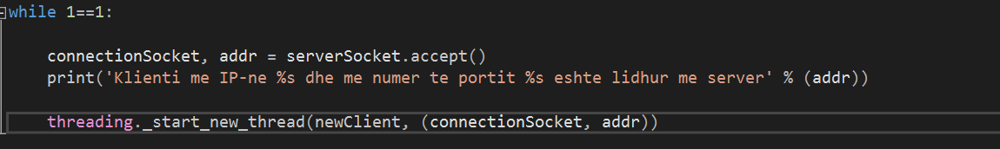 while 1==1:
connectionSocket, addr = serverSocket.accept()
print('Klienti me IP-ne %s dhe me numer te portit %s eshte lidhur me server' % (addr))
threading._start_new_thread(newClient, (connectionSocket, addr))